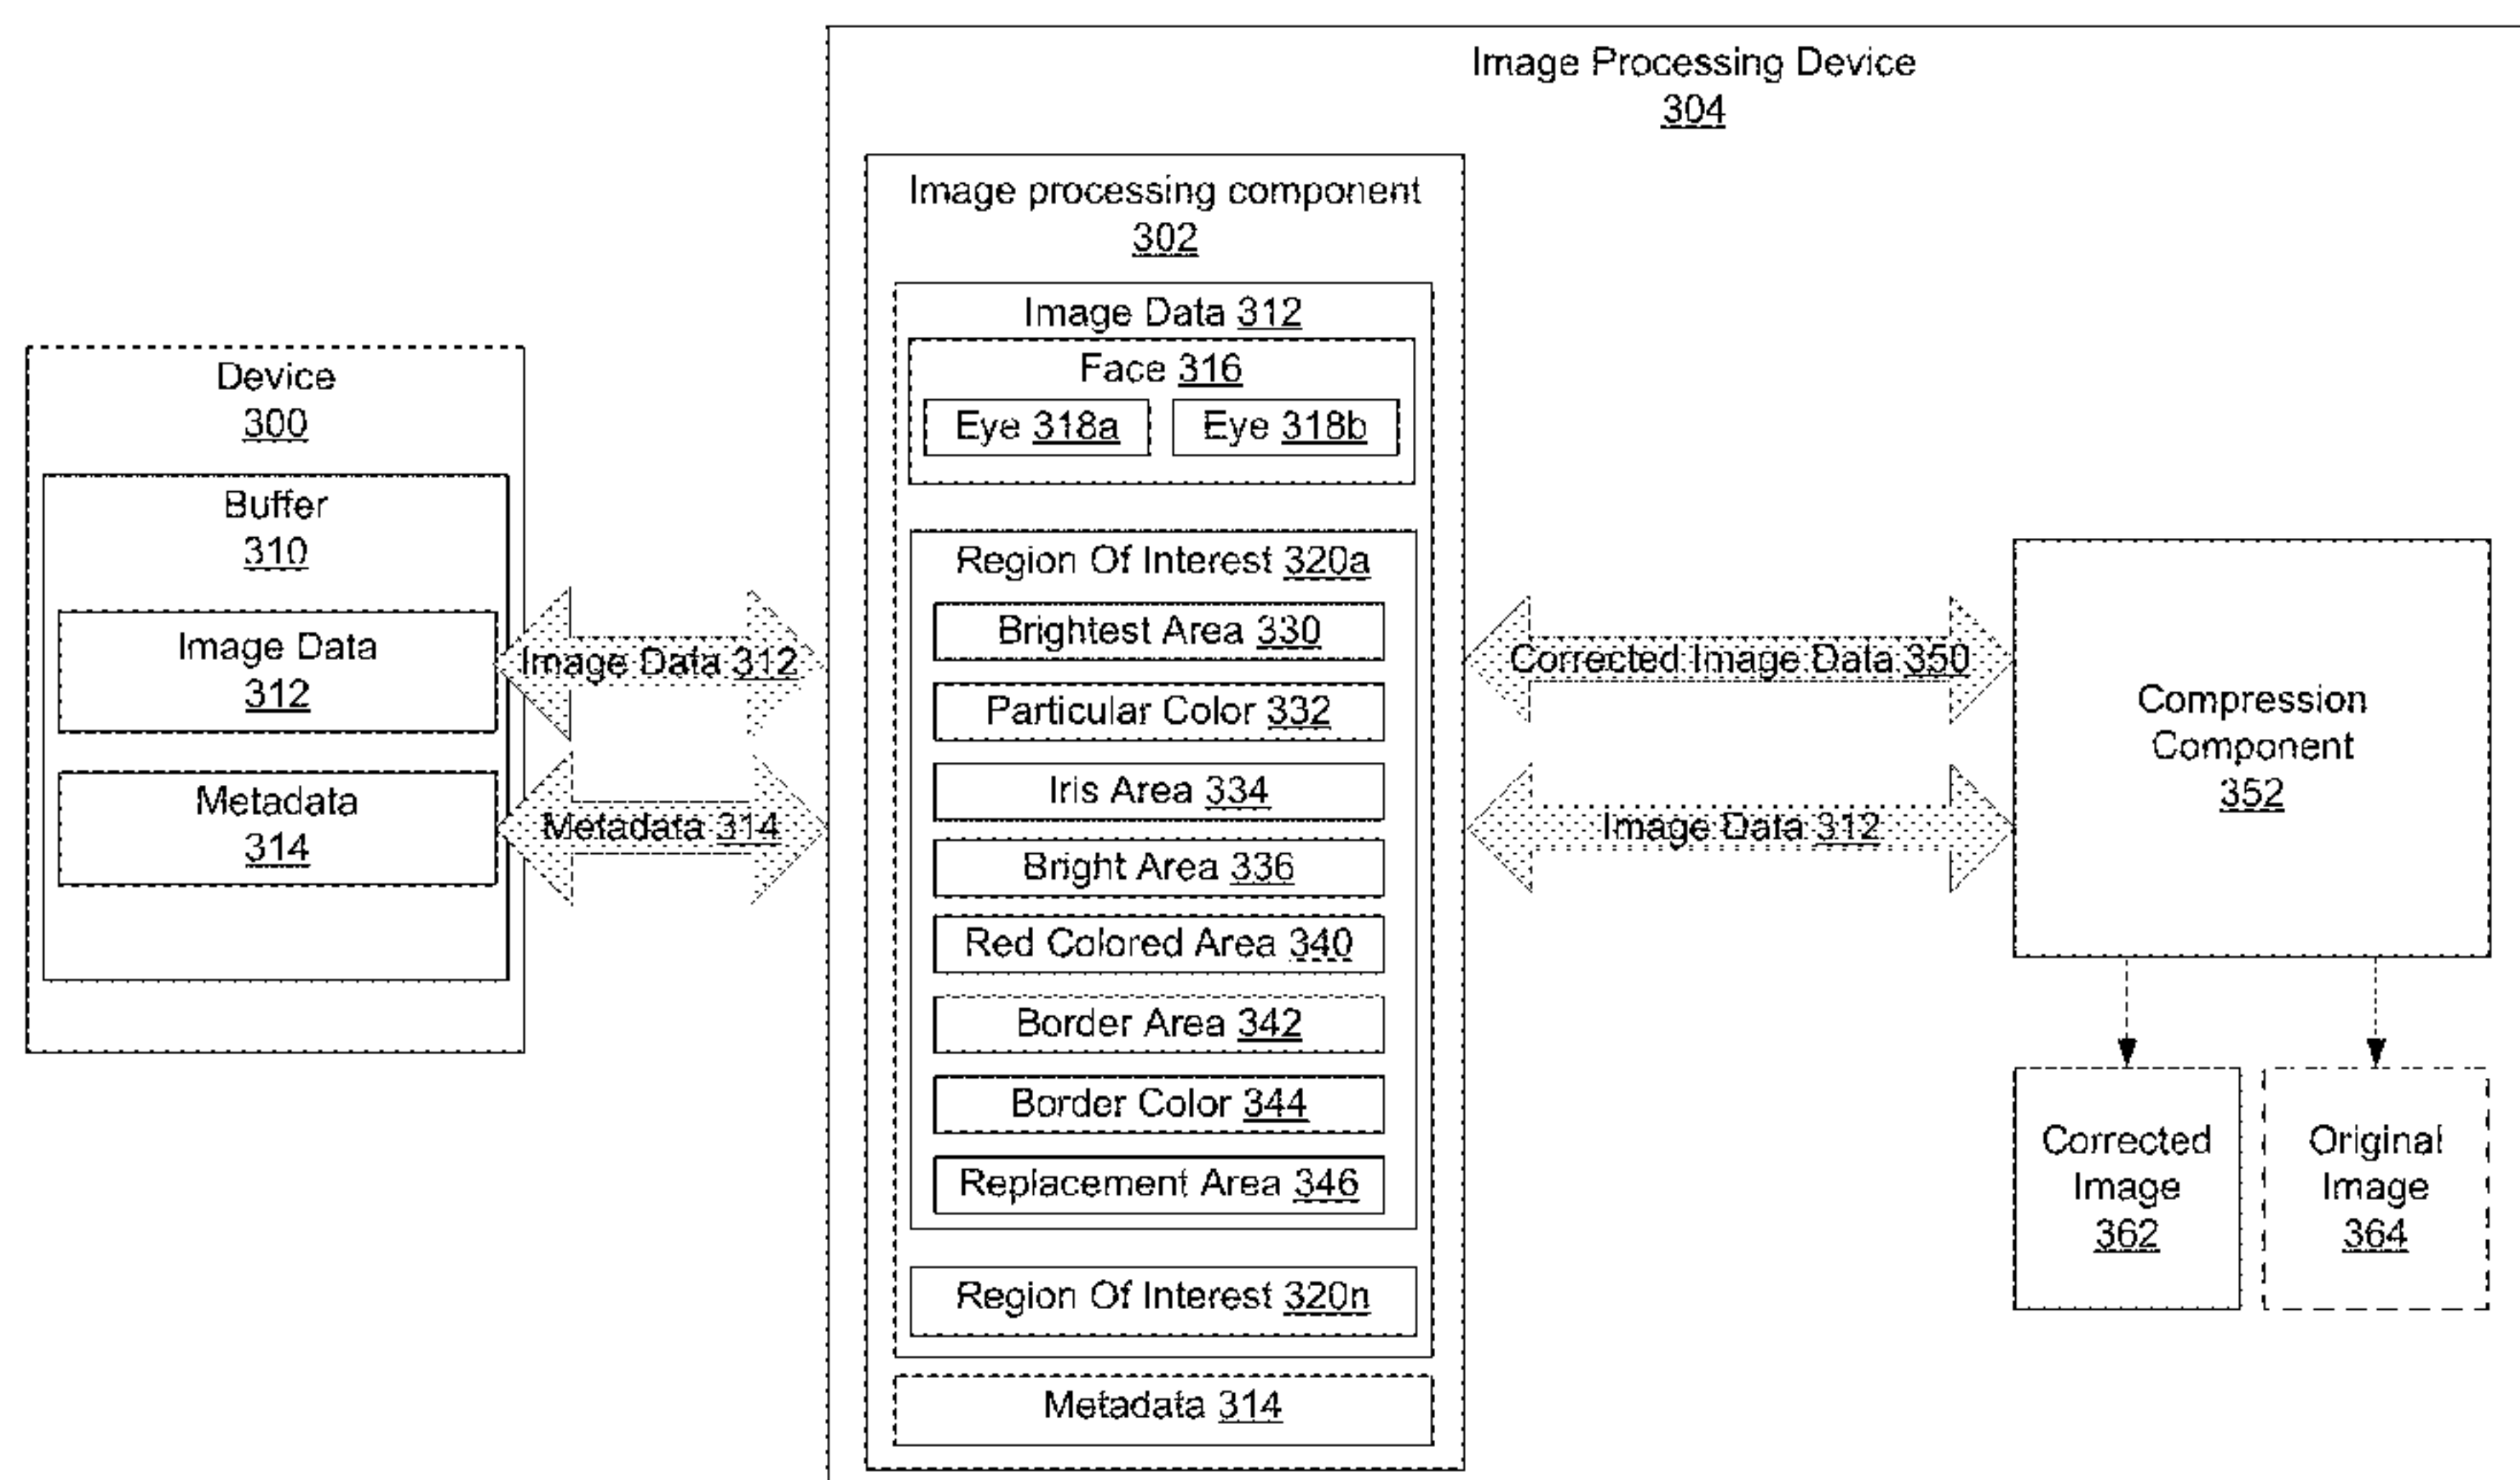 Image Processing Device
304
Image processing component
302
Image Data 312
Face 316
Eye 318a
Eye 318b
Region Of Interest 320a
Brightest Area 330
Particular Color 332
Iris Area 334
Bright Area 336
Red Colored Area 340
Border Area 342
Border Color 344
Replacement Area 346
Region Of Interest 320n
Metadata 314
Device
300
Buffer
310
Image Data
312
Metadata
314
Image Data 312
Metadata 314
Corrected Image Data 350
Image Data 312
Compression
Component
352
Corrected
Image
362
Original
Image
364